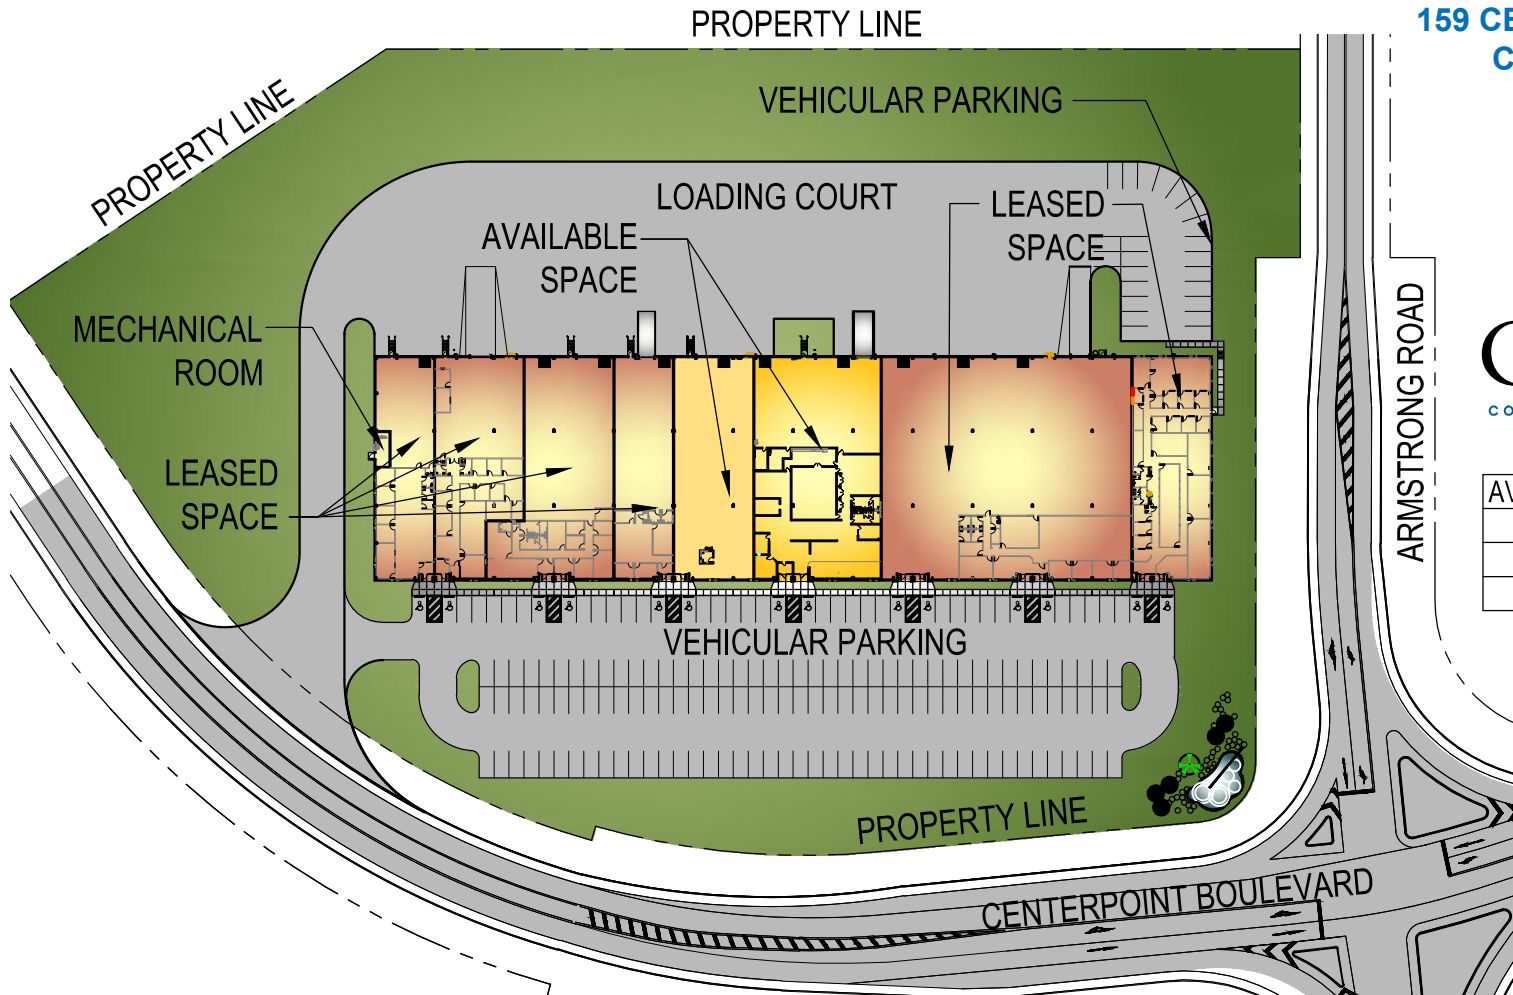 PROPERTY LINE
159 CE
C
PROPERTY LINE
VEHICULAR PARKING
LOADING COURT
LEASED
SPACE
AVAILABLE
SPACE
MECHANICAL
ROOM
ARMSTRONG ROAD
CO
LEASED
SPACE
AV
VEHICULAR PARKING
PROPERTY LINE
CENTERPOINT BOULEVARD